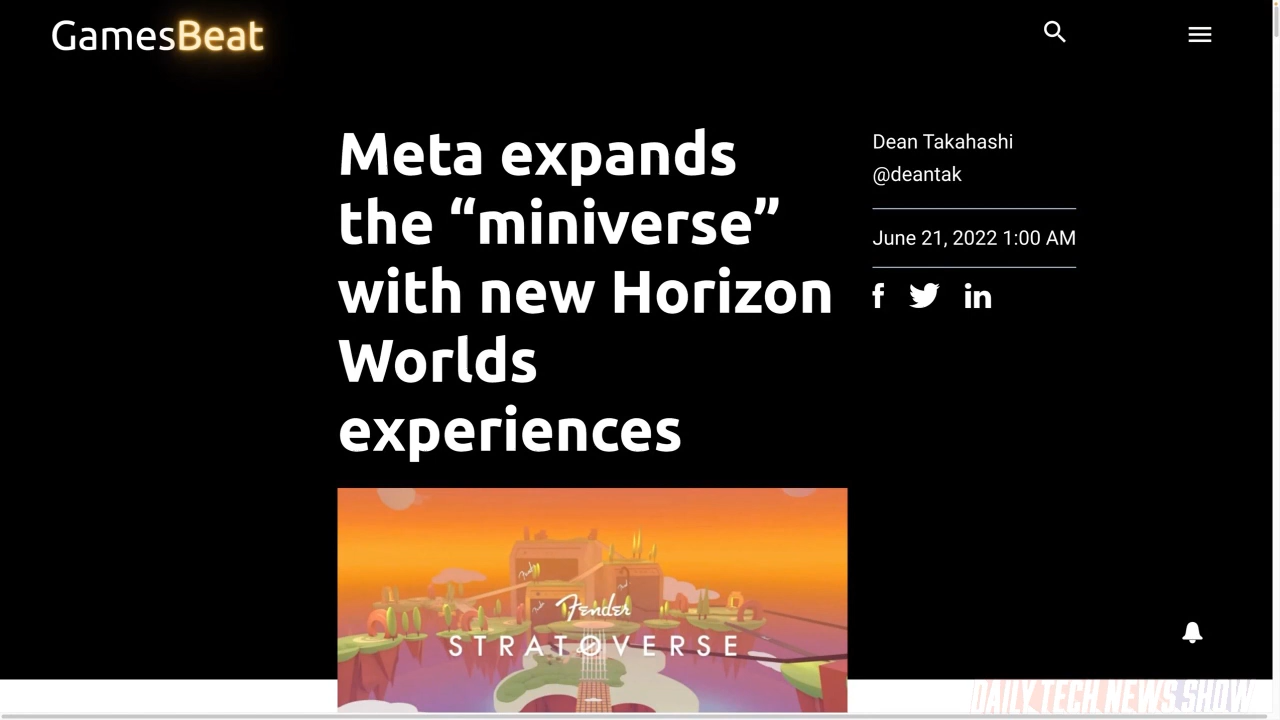 GamesBeat
Meta expands
the “miniverse”
with new Horizon
Worlds
experiences
Dean Takahashi
@deantak
June 21, 2022 1:00 AM
f
in
Fender
STRATOVERSE
DAILY TECH NEWS SHOW